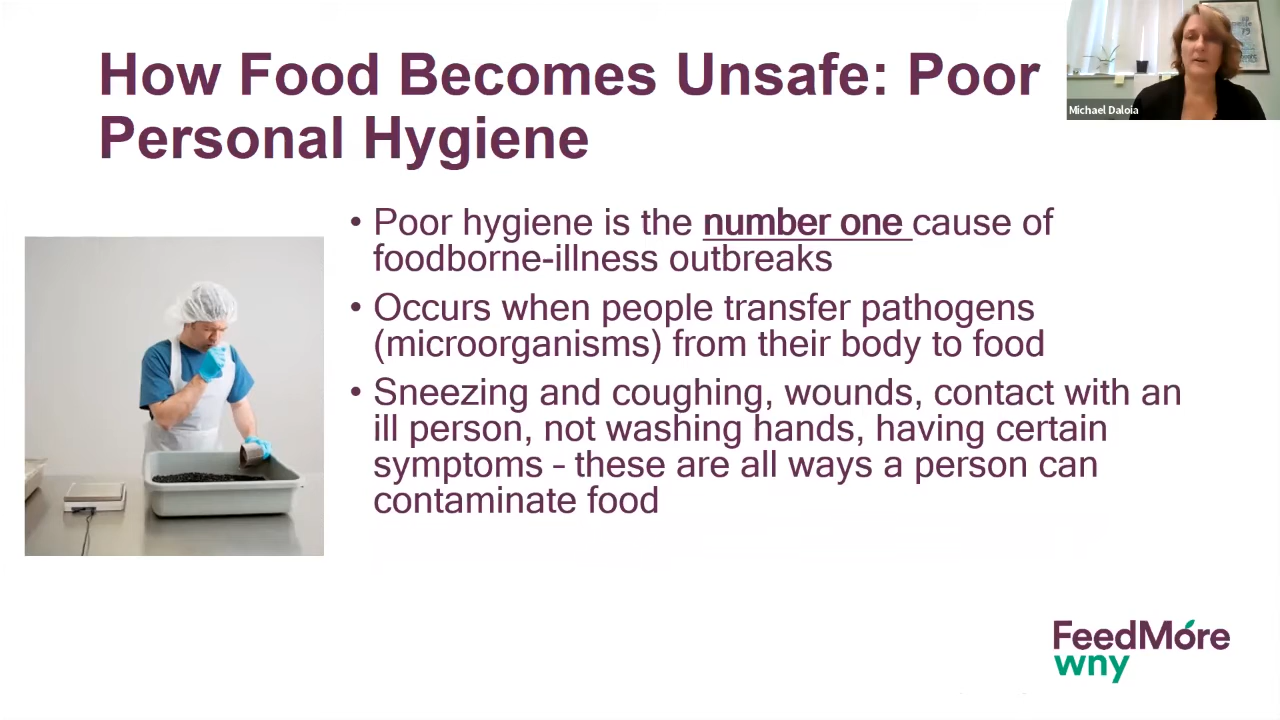 How Food Becomes Unsafe: Poor
Personal Hygiene
Michael Daloia
• Poor hygiene is the number one cause of
foodborne-illness outbreaks
• Occurs when people transfer pathogens
(microorganisms) from their body to food
• Sneezing and coughing, wounds, contact with an
ill person, not washing hands, having certain
symptoms – these are all ways a person can
contaminate food
FeedMore
wny